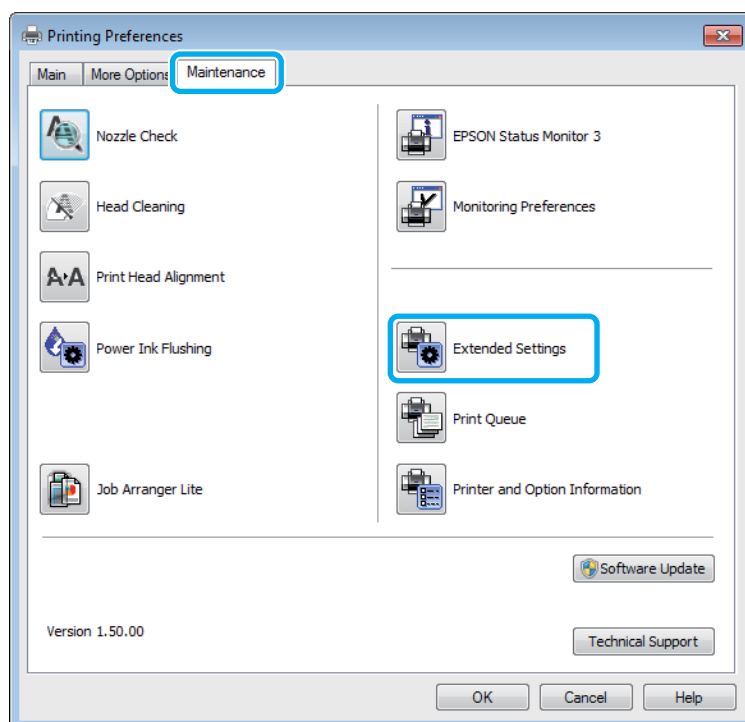 Printing Preferences
Main
More Options
Maintenance
Nozzle Check
Head Cleaning
Print Head Alignment
Power Ink Flushing
Job Arranger Lite
EPSON Status Monitor 3
Monitoring Preferences
Extended Settings
Print Queue
Printer and Option Information
Software Update
Version 1.50.00
Technical Support
OK
Cancel
Help